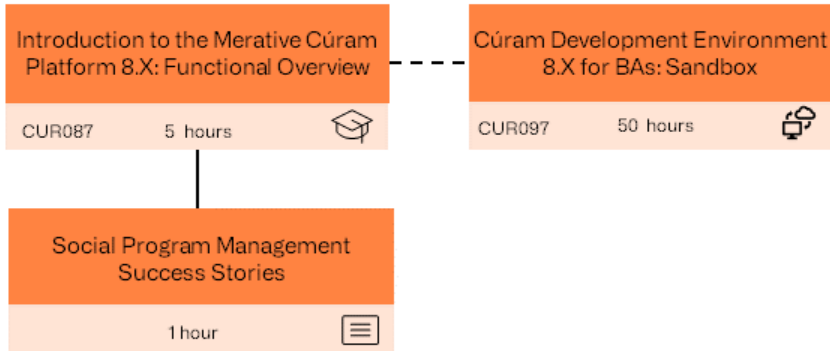 Introduction to the Merative Cúram
Platform 8.X: Functional Overview
CUR087 5 hours
Cúram Development Environment
8.X for BAs: Sandbox
CUR097 50 hours
Social Program Management
Success Stories
1 hour